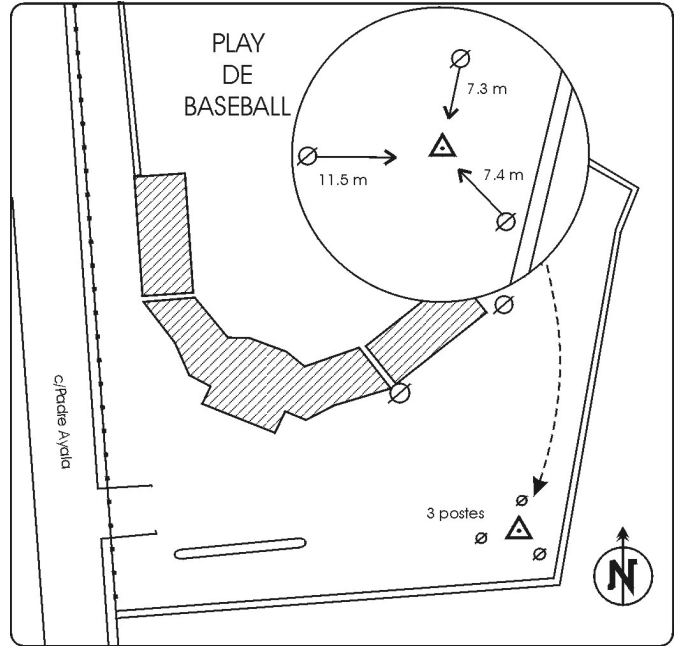 PLAY
DE
BASEBALL
7.3 m
11.5 m
7.4 m
c/Padre Ayala
3 postes
N